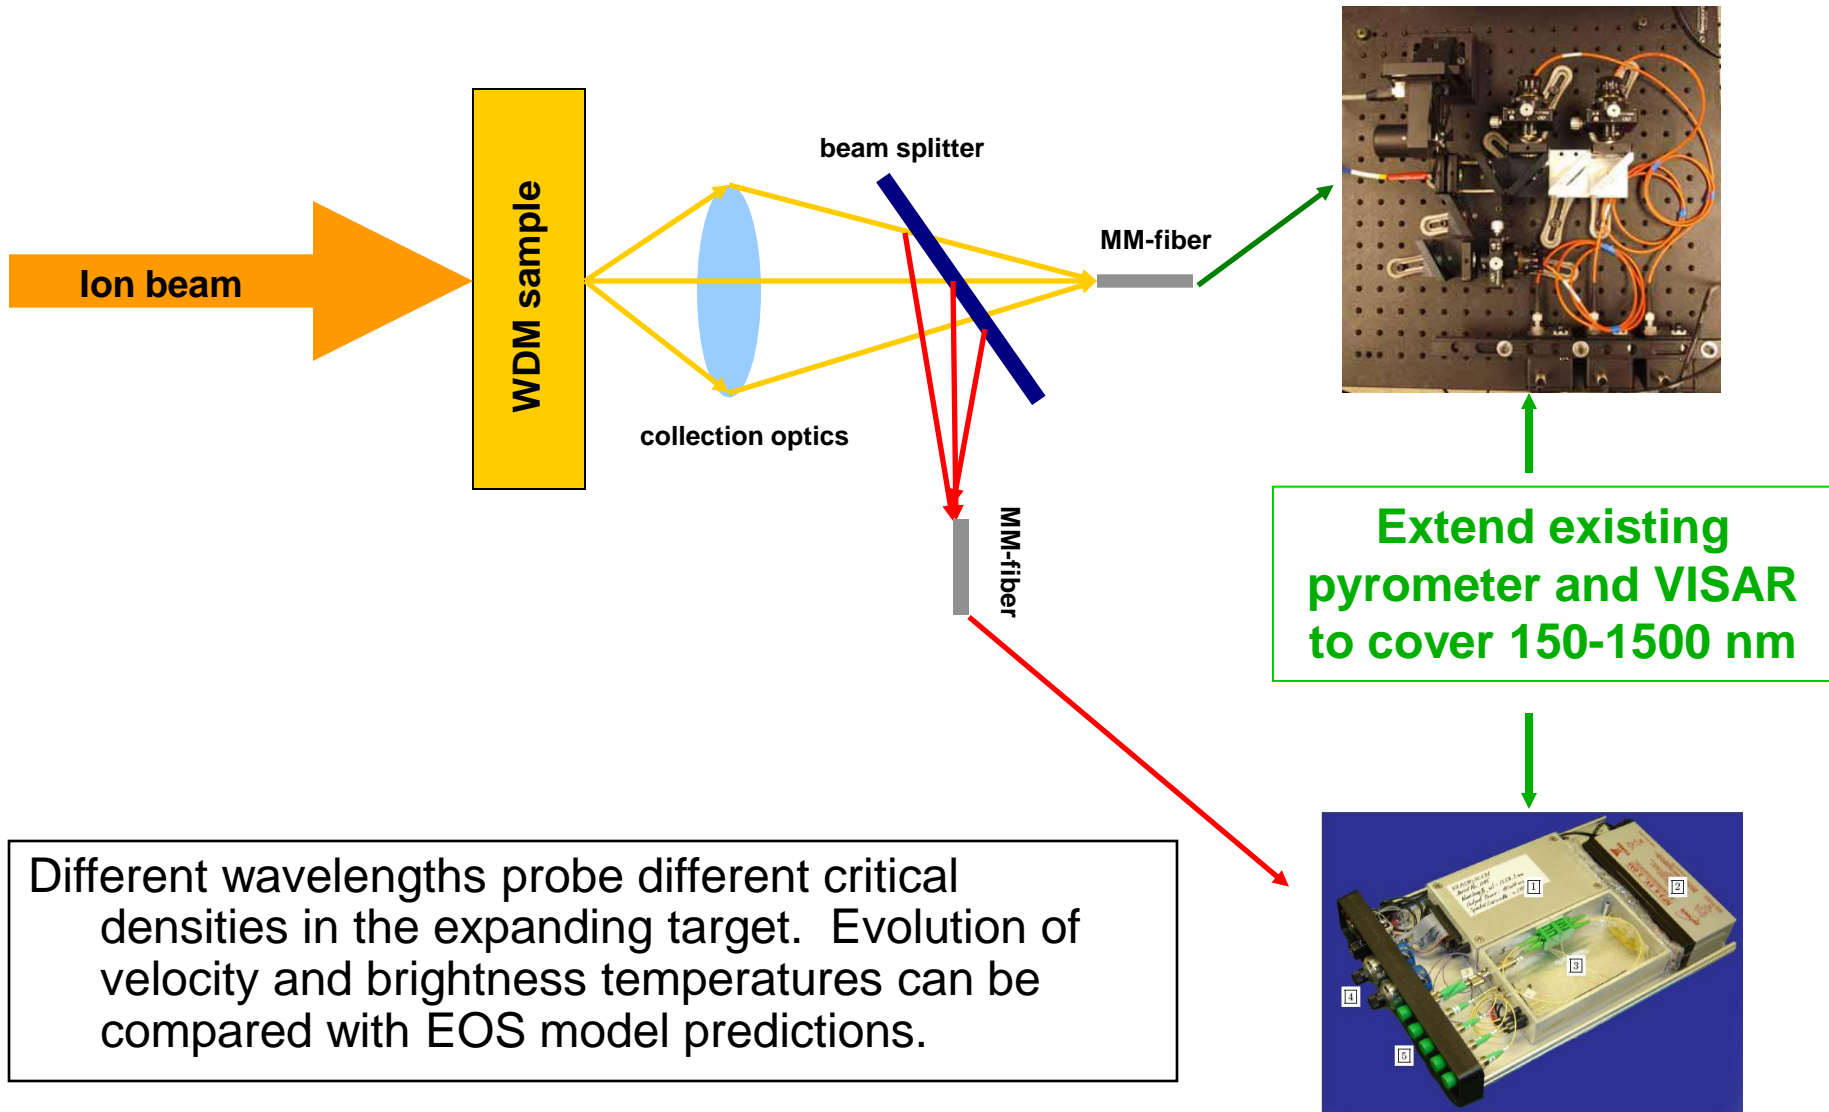 beam splitter
MM-fiber
Ion beam
WDM sample
collection optics
MM-fiber
Extend existing
pyrometer and VISAR
to cover 150-1500 nm
Different wavelengths probe different critical
densities in the expanding target. Evolution of
velocity and brightness temperatures can be
compared with EOS model predictions.
1
2
3
4
5